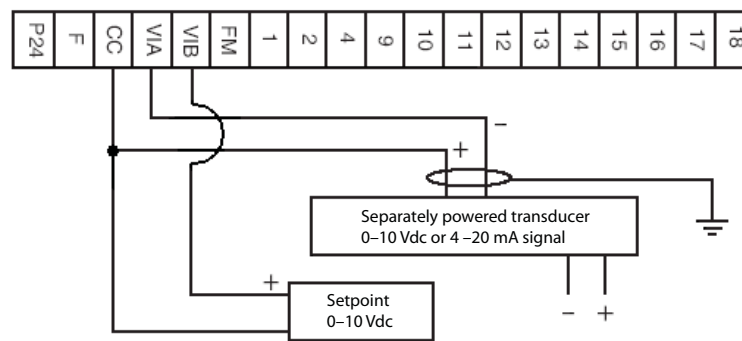 P24 F CC VIA VIB FM 1 2 4 9 10 11 12 13 14 15 16 17 18
−
+
Separately powered transducer
0–10 Vdc or 4 –20 mA signal
+
Setpoint
0–10 Vdc
− +